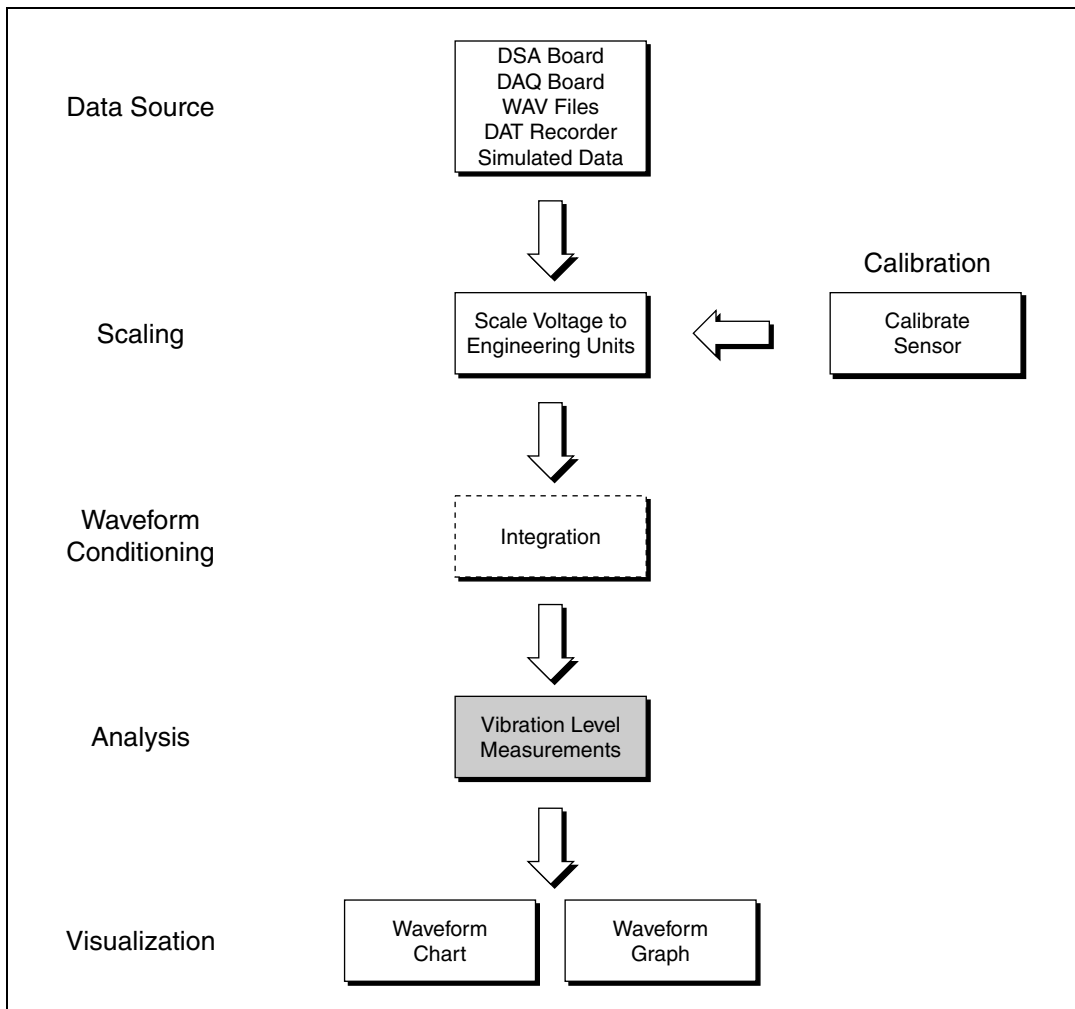 Data Source
DSA Board
DAQ Board
WAV Files
DAT Recorder
Simulated Data
Calibration
Scaling
Scale Voltage to
Engineering Units
Calibrate
Sensor
Waveform
Conditioning
Integration
Analysis
Vibration Level
Measurements
Visualization
Waveform
Chart
Waveform
Graph